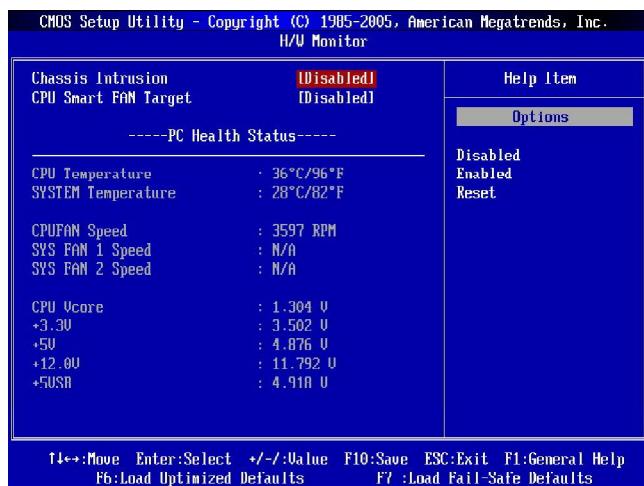 CMOS Setup Utility - Copyright (C) 1985-2005, American Megatrends, Inc.
H/W Monitor
Chassis Intrusion [Disabled]
CPU Smart FAN Target [Disabled]
-----PC Health Status-----
CPU Temperature : 36°C/96°F
SYSTEM Temperature : 28°C/82°F
CPUFAN Speed : 3597 RPM
SYS FAN 1 Speed : N/A
SYS FAN 2 Speed : N/A
CPU Vcore : 1.304 V
+3.3V : 3.502 V
+5V : 4.876 V
+12.0V : 11.792 V
+5VSB : 4.918 V
Help Item
Options
Disabled
Enabled
Reset
↑↓←→:Move Enter:Select +/-/:Value F10:Save ESC:Exit F1:General Help
F6:Load Optimized Defaults F7 :Load Fail-Safe Defaults